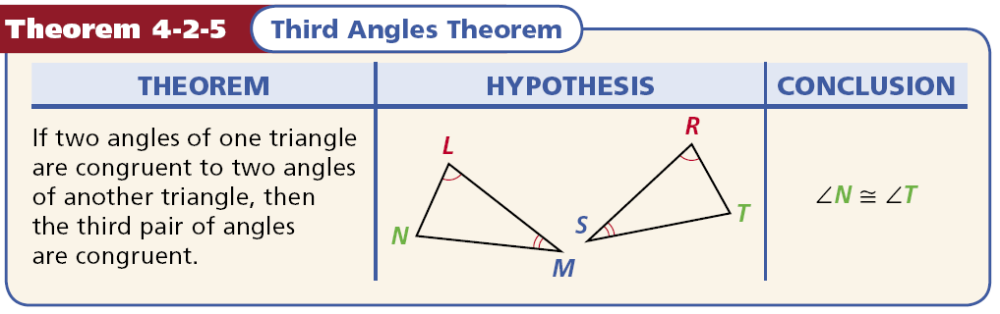 Theorem 4-2-5 Third Angles Theorem
THEOREM HYPOTHESIS CONCLUSION
If two angles of one triangle
are congruent to two angles
of another triangle, then
the third pair of angles
are congruent.
L
R
N
M
S
T
∠N ≅ ∠T